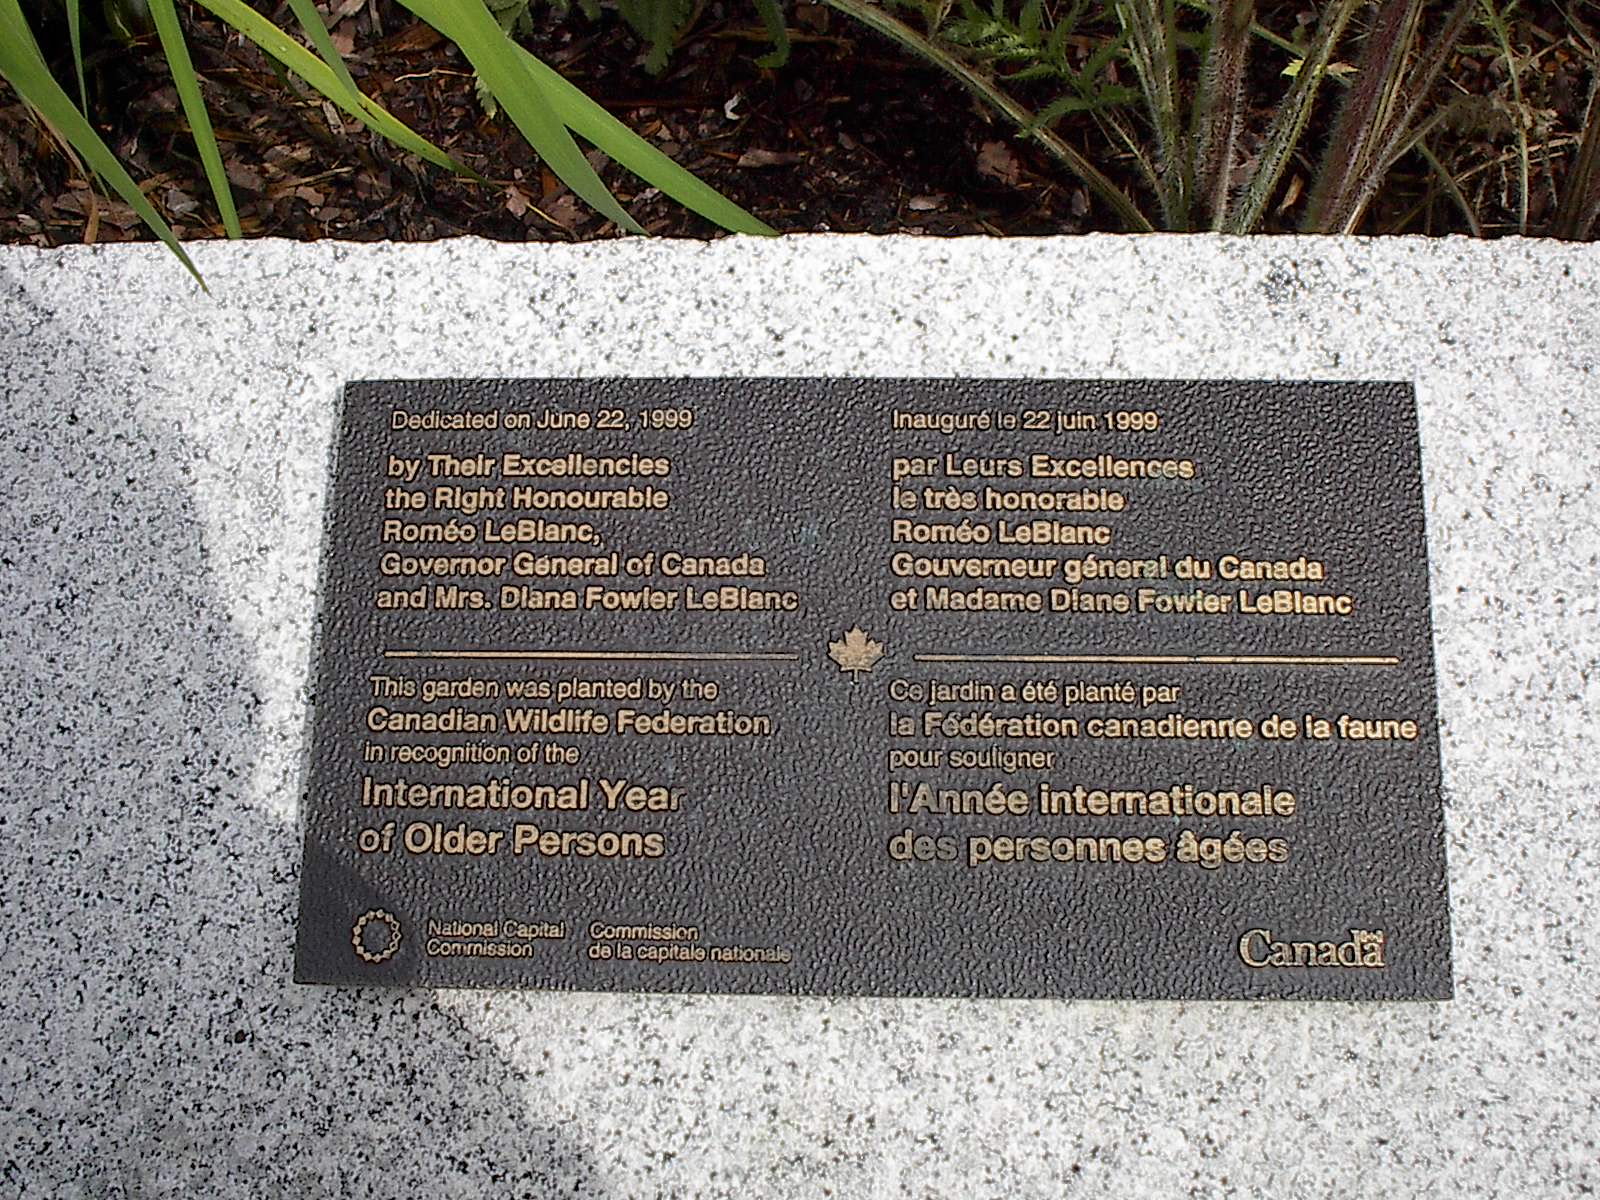 Dedicated on June 22, 1999
by Their Excellencies
the Right Honourable
Roméo LeBlanc,
Governor General of Canada
and Mrs. Diana Fowler LeBlanc
This garden was planted by the
Canadian Wildlife Federation
in recognition of the
International Year
of Older Persons
Inauguré le 22 juin 1999
par Leurs Excellences
le très honorable
Roméo LeBlanc
Gouverneur général du Canada
et Madame Diane Fowler LeBlanc
Ce jardin a été planté par
la Fédération canadienne de la faune
pour souligner
l'Année internationale
des personnes âgées
National Capital
Commission
Commission
de la capitale nationale
Canada